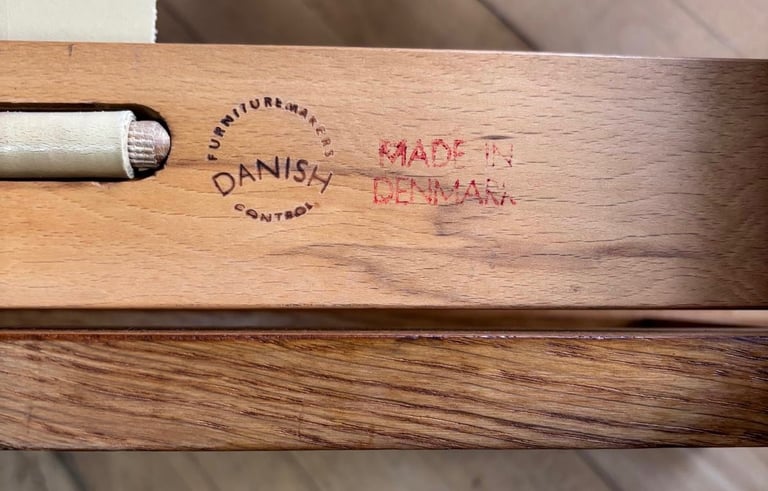 FURNITUREMAKERS
DANISH
CONTROL
MADE IN
DENMARK